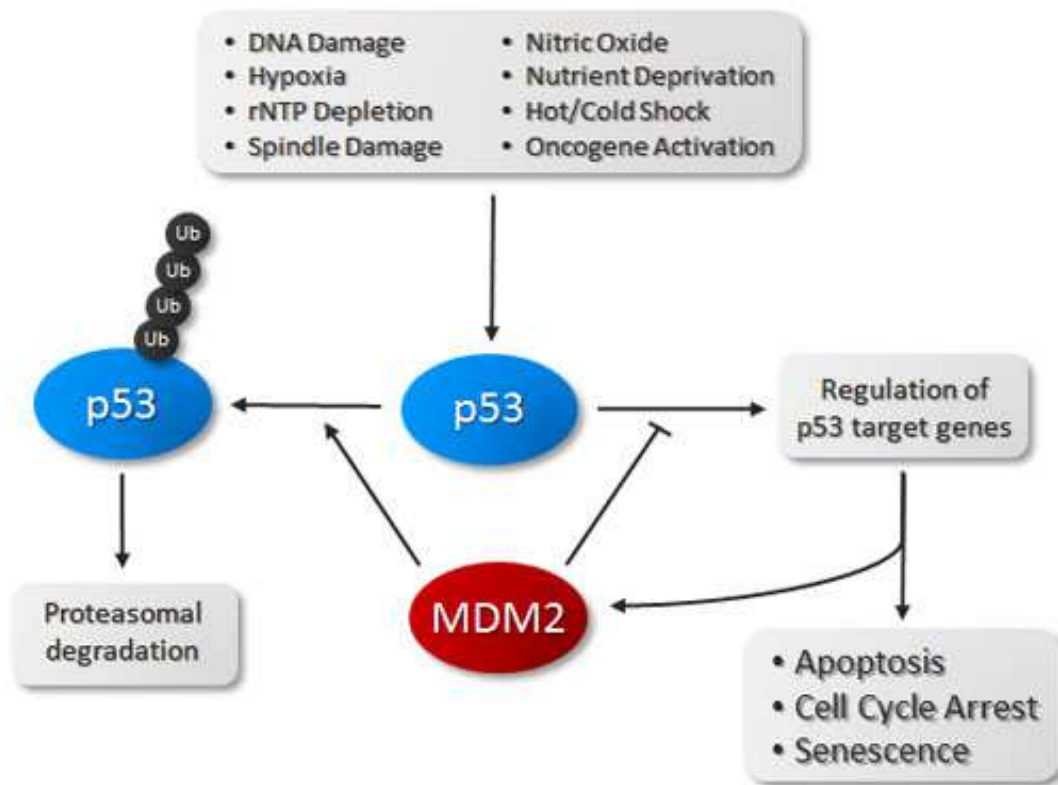 • DNA Damage
• Hypoxia
• rNTP Depletion
• Spindle Damage
• Nitric Oxide
• Nutrient Deprivation
• Hot/Cold Shock
• Oncogene Activation
Ub
Ub
Ub
Ub
p53
p53
Regulation of
p53 target genes
MDM2
Proteasomal
degradation
• Apoptosis
• Cell Cycle Arrest
• Senescence